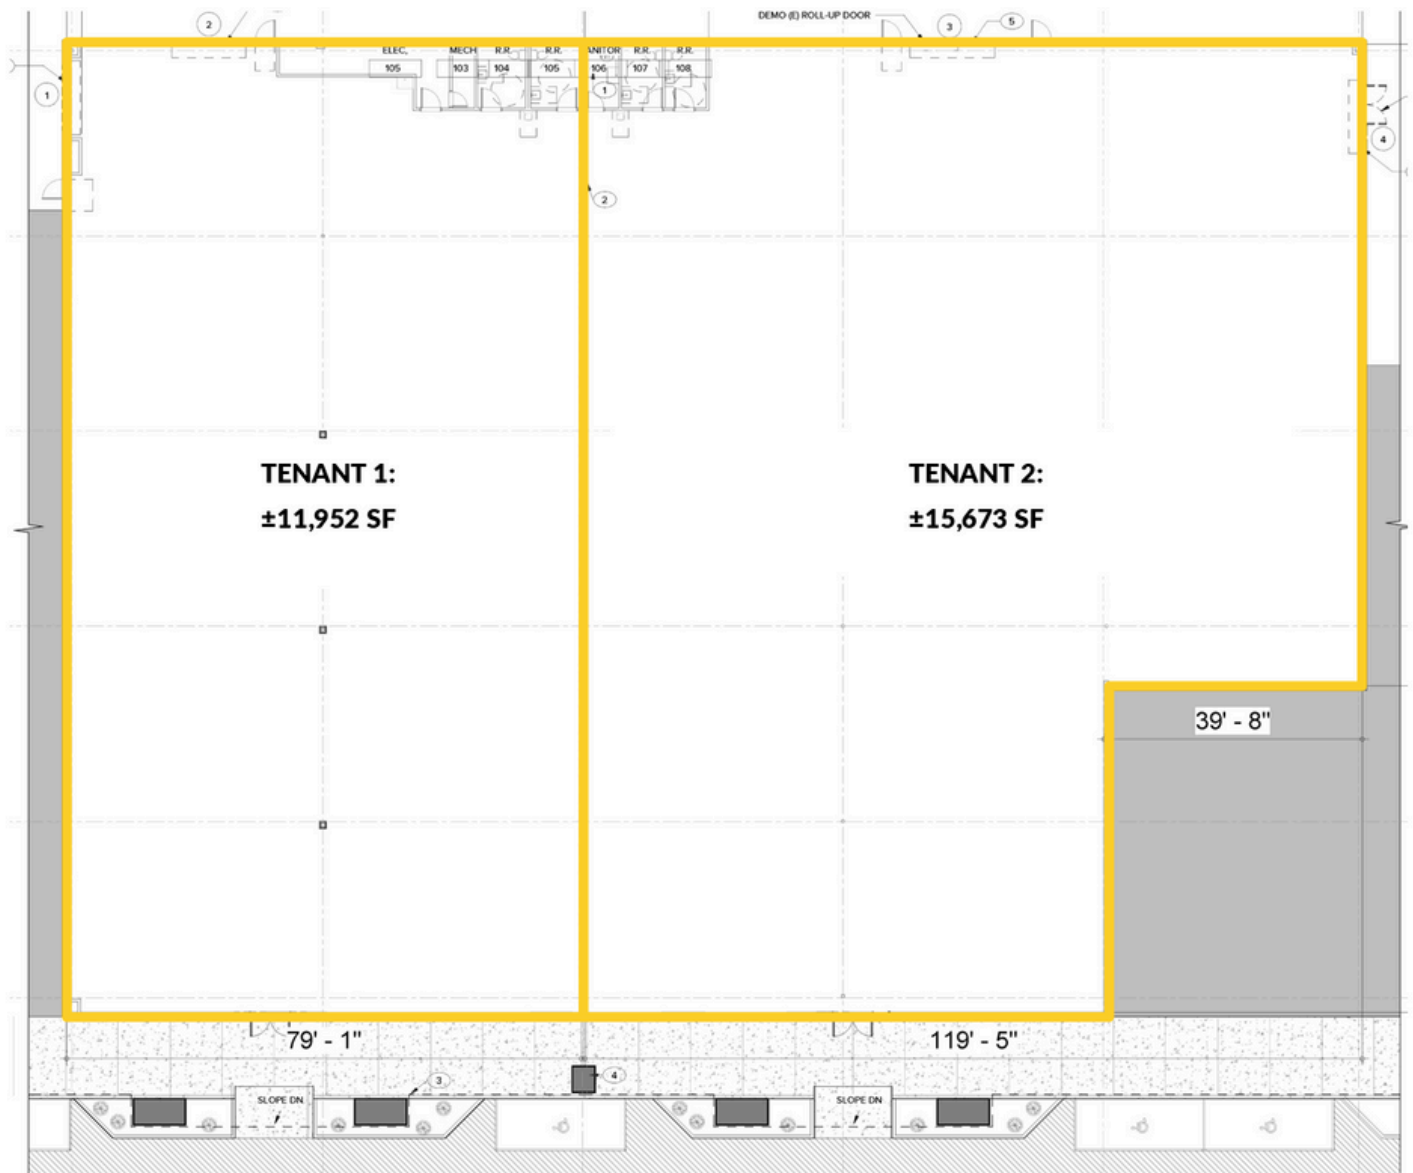 DEMO (E) ROLL-UP DOOR
2
3
5
ELEC,
MECH
R.R.
R.R.
ANITOR
R.R.
R.R.
105
103
104
105
106
107
108
1
1
4
2
TENANT 1:
±11,952 SF
TENANT 2:
±15,673 SF
39' - 8"
79' - 1"
119' - 5"
3
4
SLOPE DN
SLOPE DN